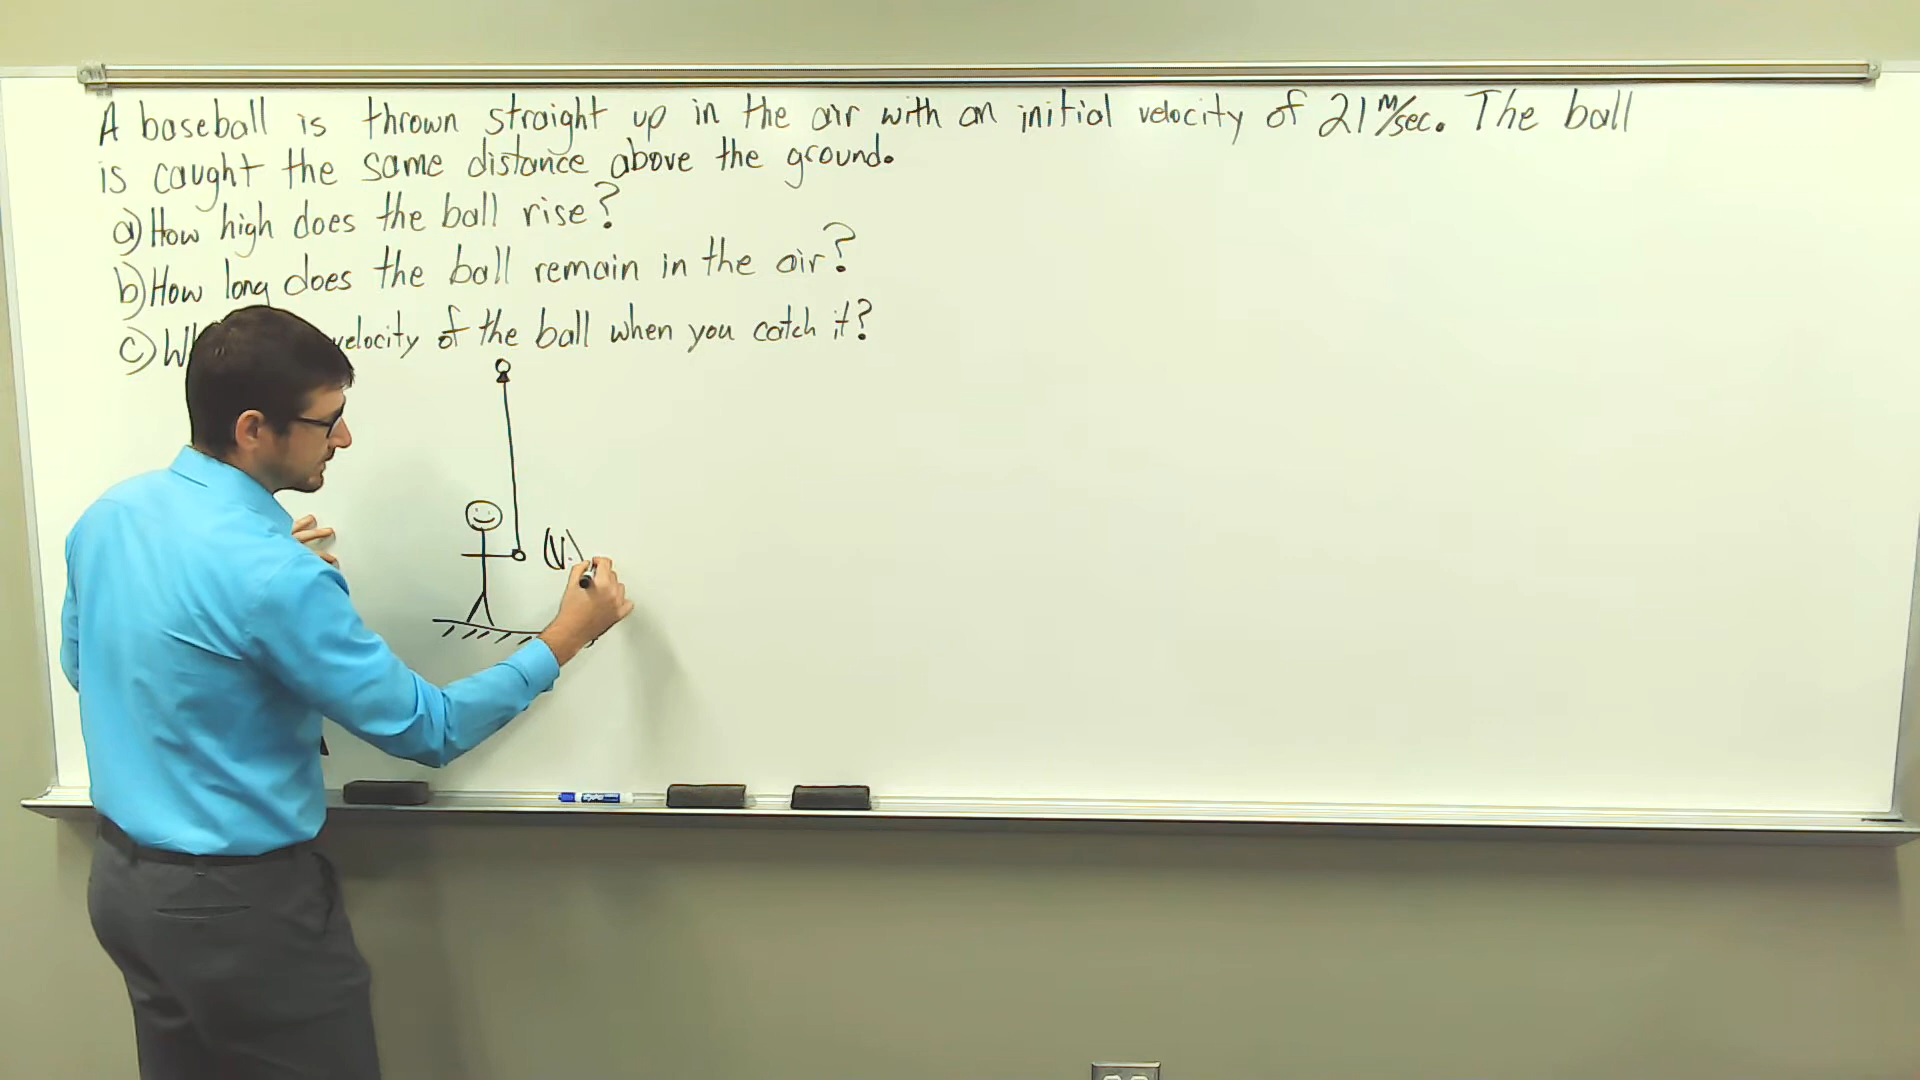 A baseball is thrown straight up in the air with an initial velocity of 21 m/sec. The ball
is caught the same distance above the ground.
a) How high does the ball rise?
b) How long does the ball remain in the air?
c) velocity of the ball when you catch it?
(Vi)